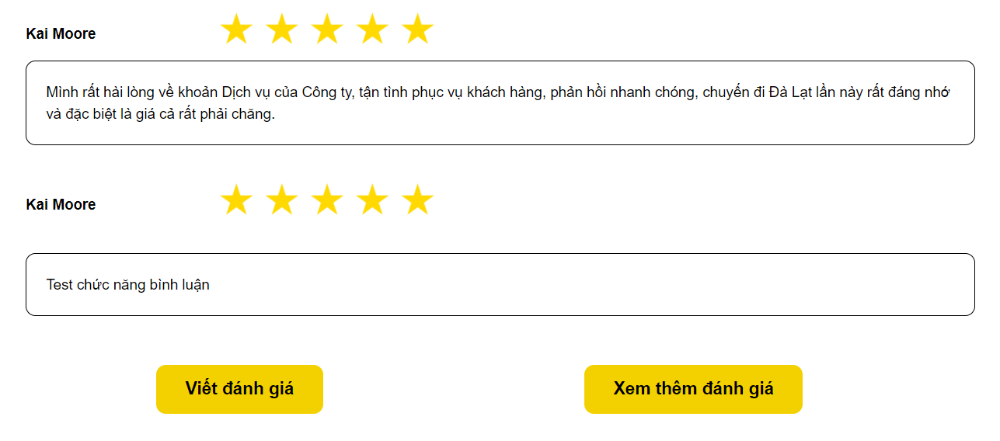 Kai Moore
Mình rất hài lòng về khoản Dịch vụ của Công ty, tận tình phục vụ khách hàng, phản hồi nhanh chóng, chuyến đi Đà Lạt lần này rất đáng nhớ
và đặc biệt là giá cả rất phải chăng.
Kai Moore
Test chức năng bình luận
Viết đánh giá
Xem thêm đánh giá